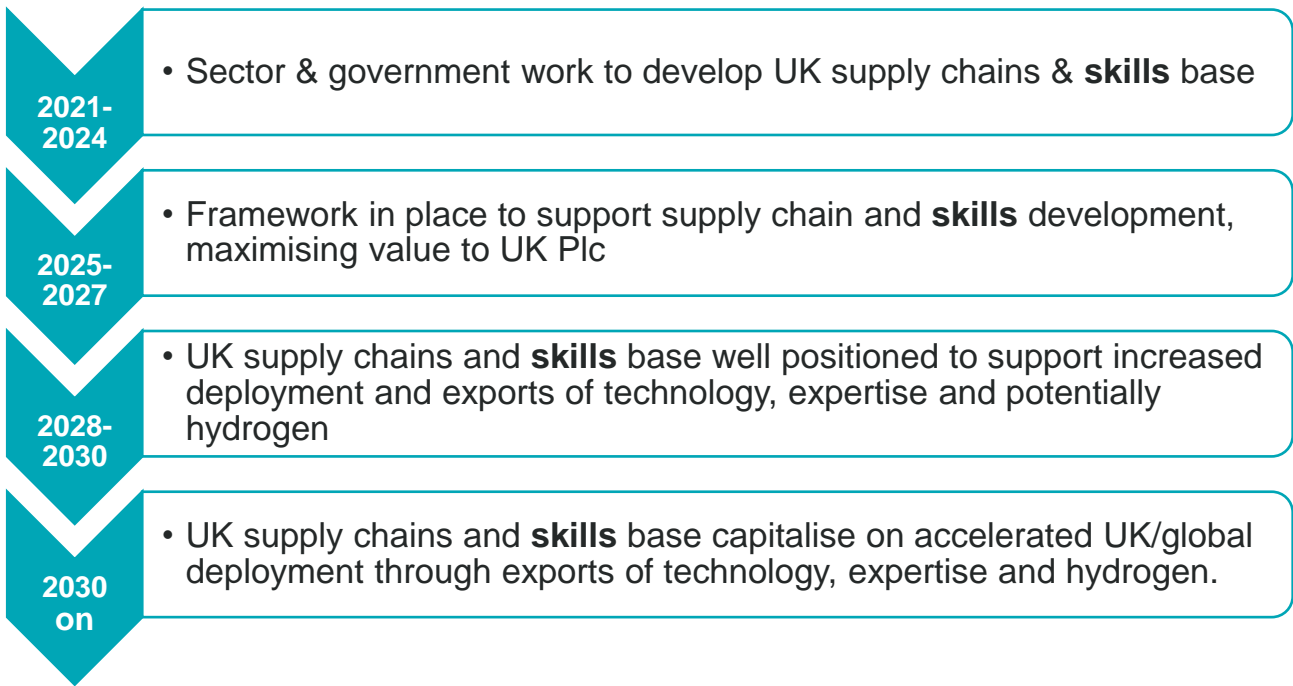 2021-
2024
• Sector & government work to develop UK supply chains & skills base
2025-
2027
• Framework in place to support supply chain and skills development,
maximising value to UK Plc
2028-
2030
• UK supply chains and skills base well positioned to support increased
deployment and exports of technology, expertise and potentially
hydrogen
2030
on
• UK supply chains and skills base capitalise on accelerated UK/global
deployment through exports of technology, expertise and hydrogen.